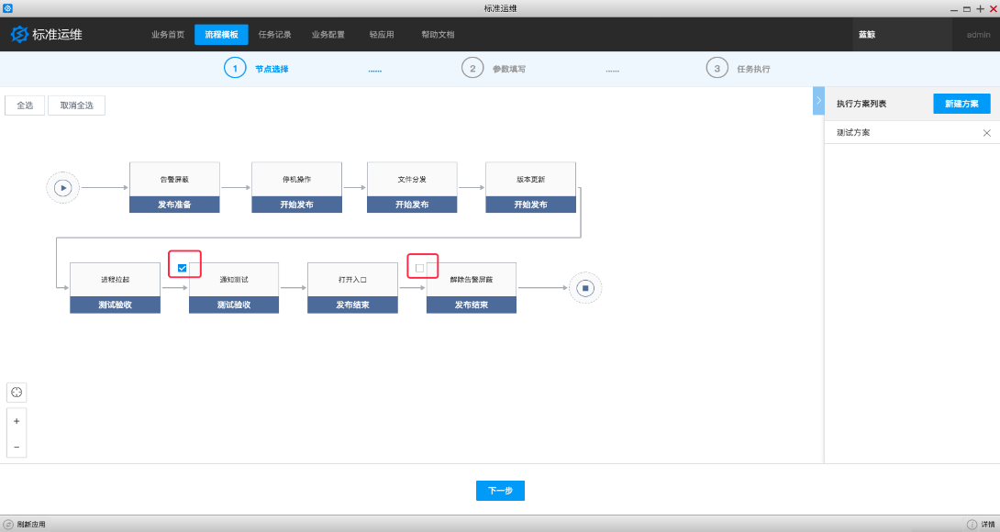 标准运维
标准运维 业务首页 流程模板 任务记录 业务配置 轻应用 帮助文档 蓝鲸 admin
1 节点选择 ...... 2 参数填写 ...... 3 任务执行
全选 取消全选
执行方案列表 新建方案
测试方案
告警屏蔽 停机操作 文件分发 版本更新
发布准备 开始发布 开始发布 开始发布
进程拉起 通知测试 打开入口 解除告警屏蔽
测试验收 测试验收 发布结束 发布结束
下一步
刷新应用 详情